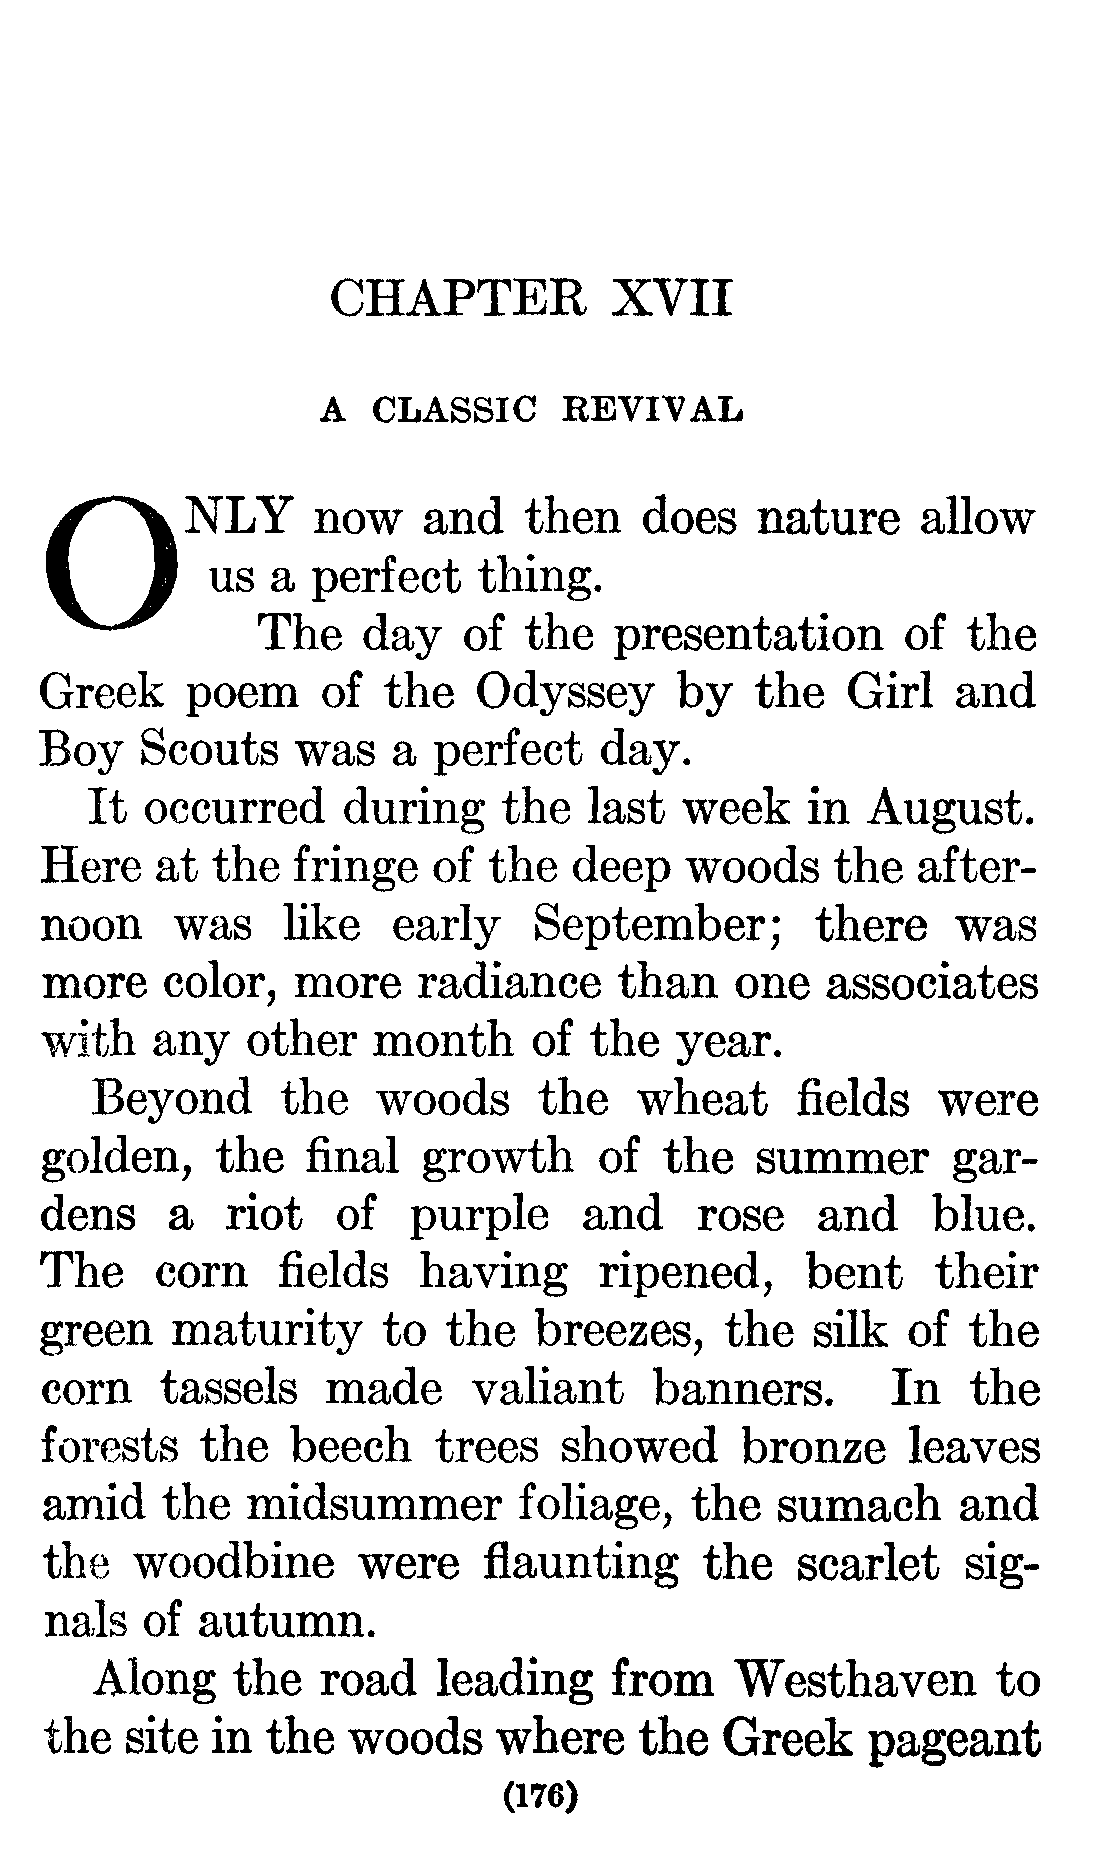 CHAPTER XVII
A CLASSIC REVIVAL
ONLY now and then does nature allow
us a perfect thing.
The day of the presentation of the
Greek poem of the Odyssey by the Girl and
Boy Scouts was a perfect day.
It occurred during the last week in August.
Here at the fringe of the deep woods the after-
noon was like early September; there was
more color, more radiance than one associates
with any other month of the year.
Beyond the woods the wheat fields were
golden, the final growth of the summer gar-
dens a riot of purple and rose and blue.
The corn fields having ripened, bent their
green maturity to the breezes, the silk of the
corn tassels made valiant banners. In the
forests the beech trees showed bronze leaves
amid the midsummer foliage, the sumach and
the woodbine were flaunting the scarlet sig-
nals of autumn.
Along the road leading from Westhaven to
the site in the woods where the Greek pageant
(176)